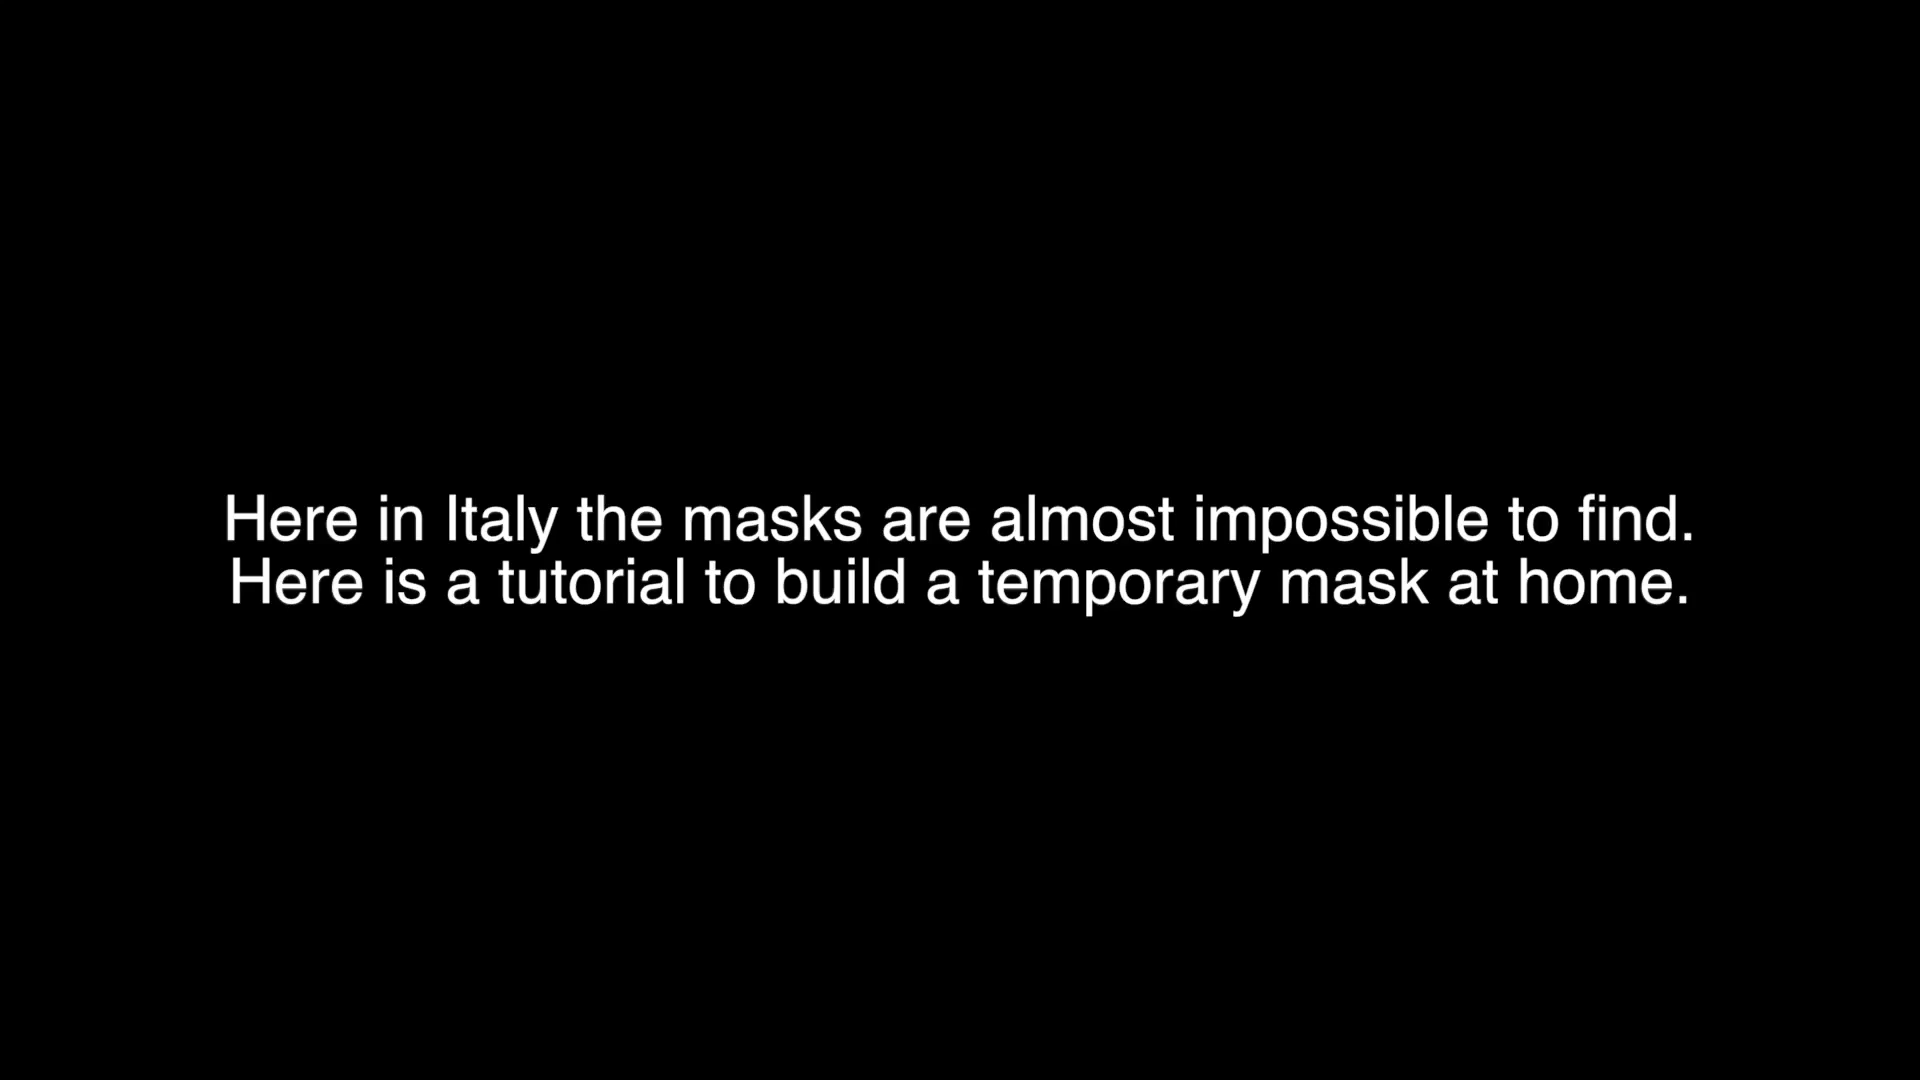 Here in Italy the masks are almost impossible to find.
Here is a tutorial to build a temporary mask at home.